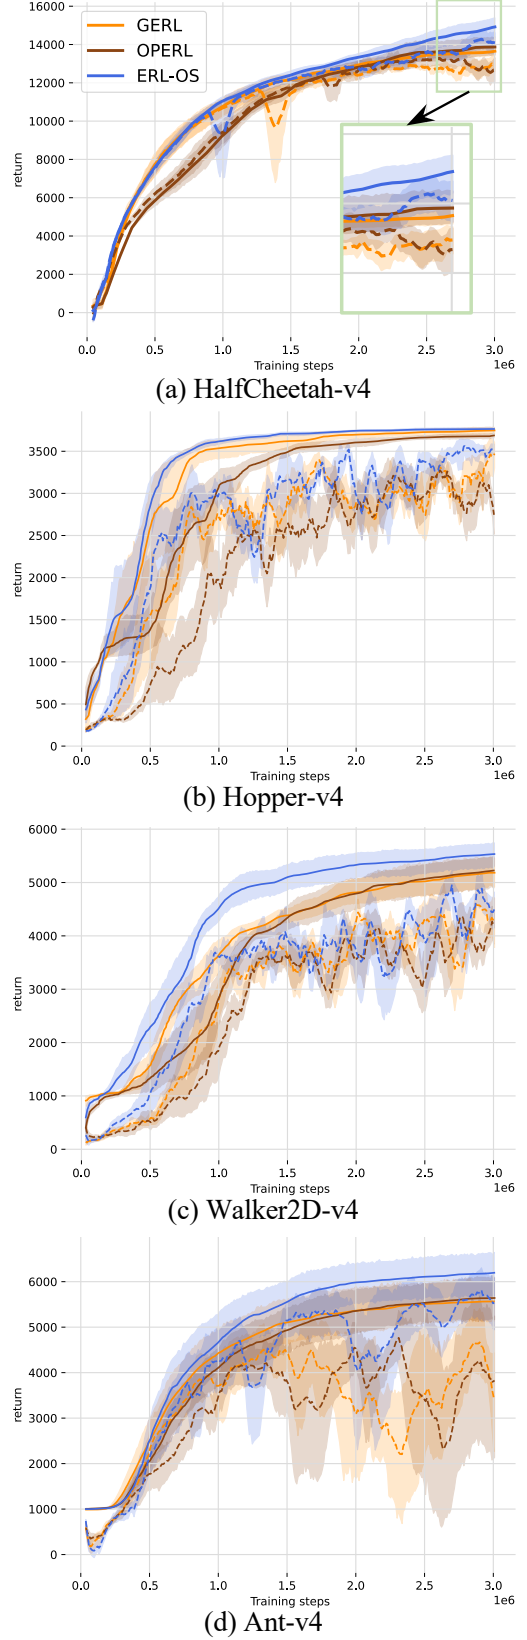 16000
14000
12000
10000
8000
6000
4000
2000
0
return
GERL
OPERL
ERL-OS
0.0 0.5 1.0 1.5 2.0 2.5 3.0
Training steps 1e6
(a) HalfCheetah-v4
3500
3000
2500
2000
1500
1000
500
0
return
0.0 0.5 1.0 1.5 2.0 2.5 3.0
Training steps 1e6
(b) Hopper-v4
6000
5000
4000
3000
2000
1000
0
return
0.0 0.5 1.0 1.5 2.0 2.5 3.0
Training steps 1e6
(c) Walker2D-v4
6000
5000
4000
3000
2000
1000
0
return
0.0 0.5 1.0 1.5 2.0 2.5 3.0
Training steps 1e6
(d) Ant-v4